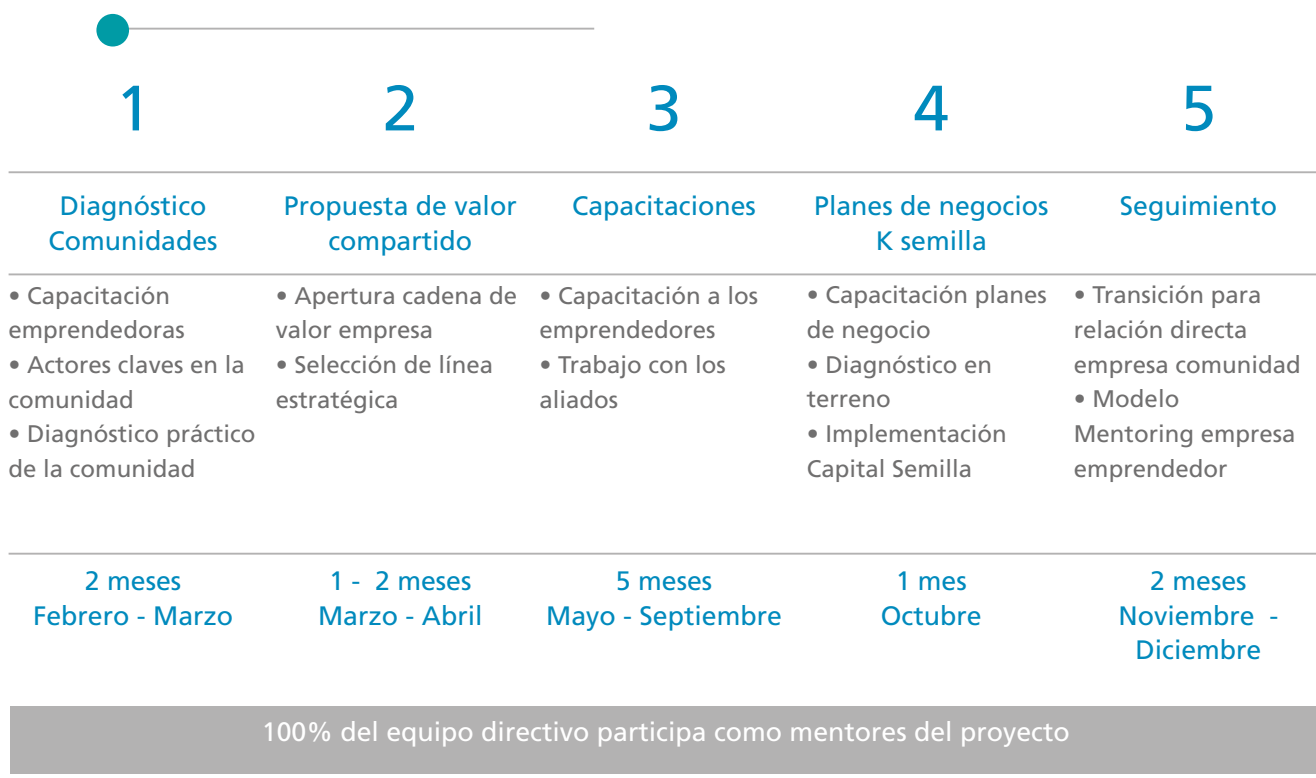 1
2
3
4
5
Diagnóstico
Comunidades
Propuesta de valor
compartido
Capacitaciones
Planes de negocios
K semilla
Seguimiento
• Capacitación
emprendedoras
• Actores claves en la
comunidad
• Diagnóstico práctico
de la comunidad
• Apertura cadena de
valor empresa
• Selección de línea
estratégica
• Capacitación a los
emprendedores
• Trabajo con los
aliados
• Capacitación planes
de negocio
• Diagnóstico en
terreno
• Implementación
Capital Semilla
• Transición para
relación directa
empresa comunidad
• Modelo
Mentoring empresa
emprendedor
2 meses
Febrero - Marzo
1 - 2 meses
Marzo - Abril
5 meses
Mayo - Septiembre
1 mes
Octubre
2 meses
Noviembre -
Diciembre
100% del equipo directivo participa como mentores del proyecto